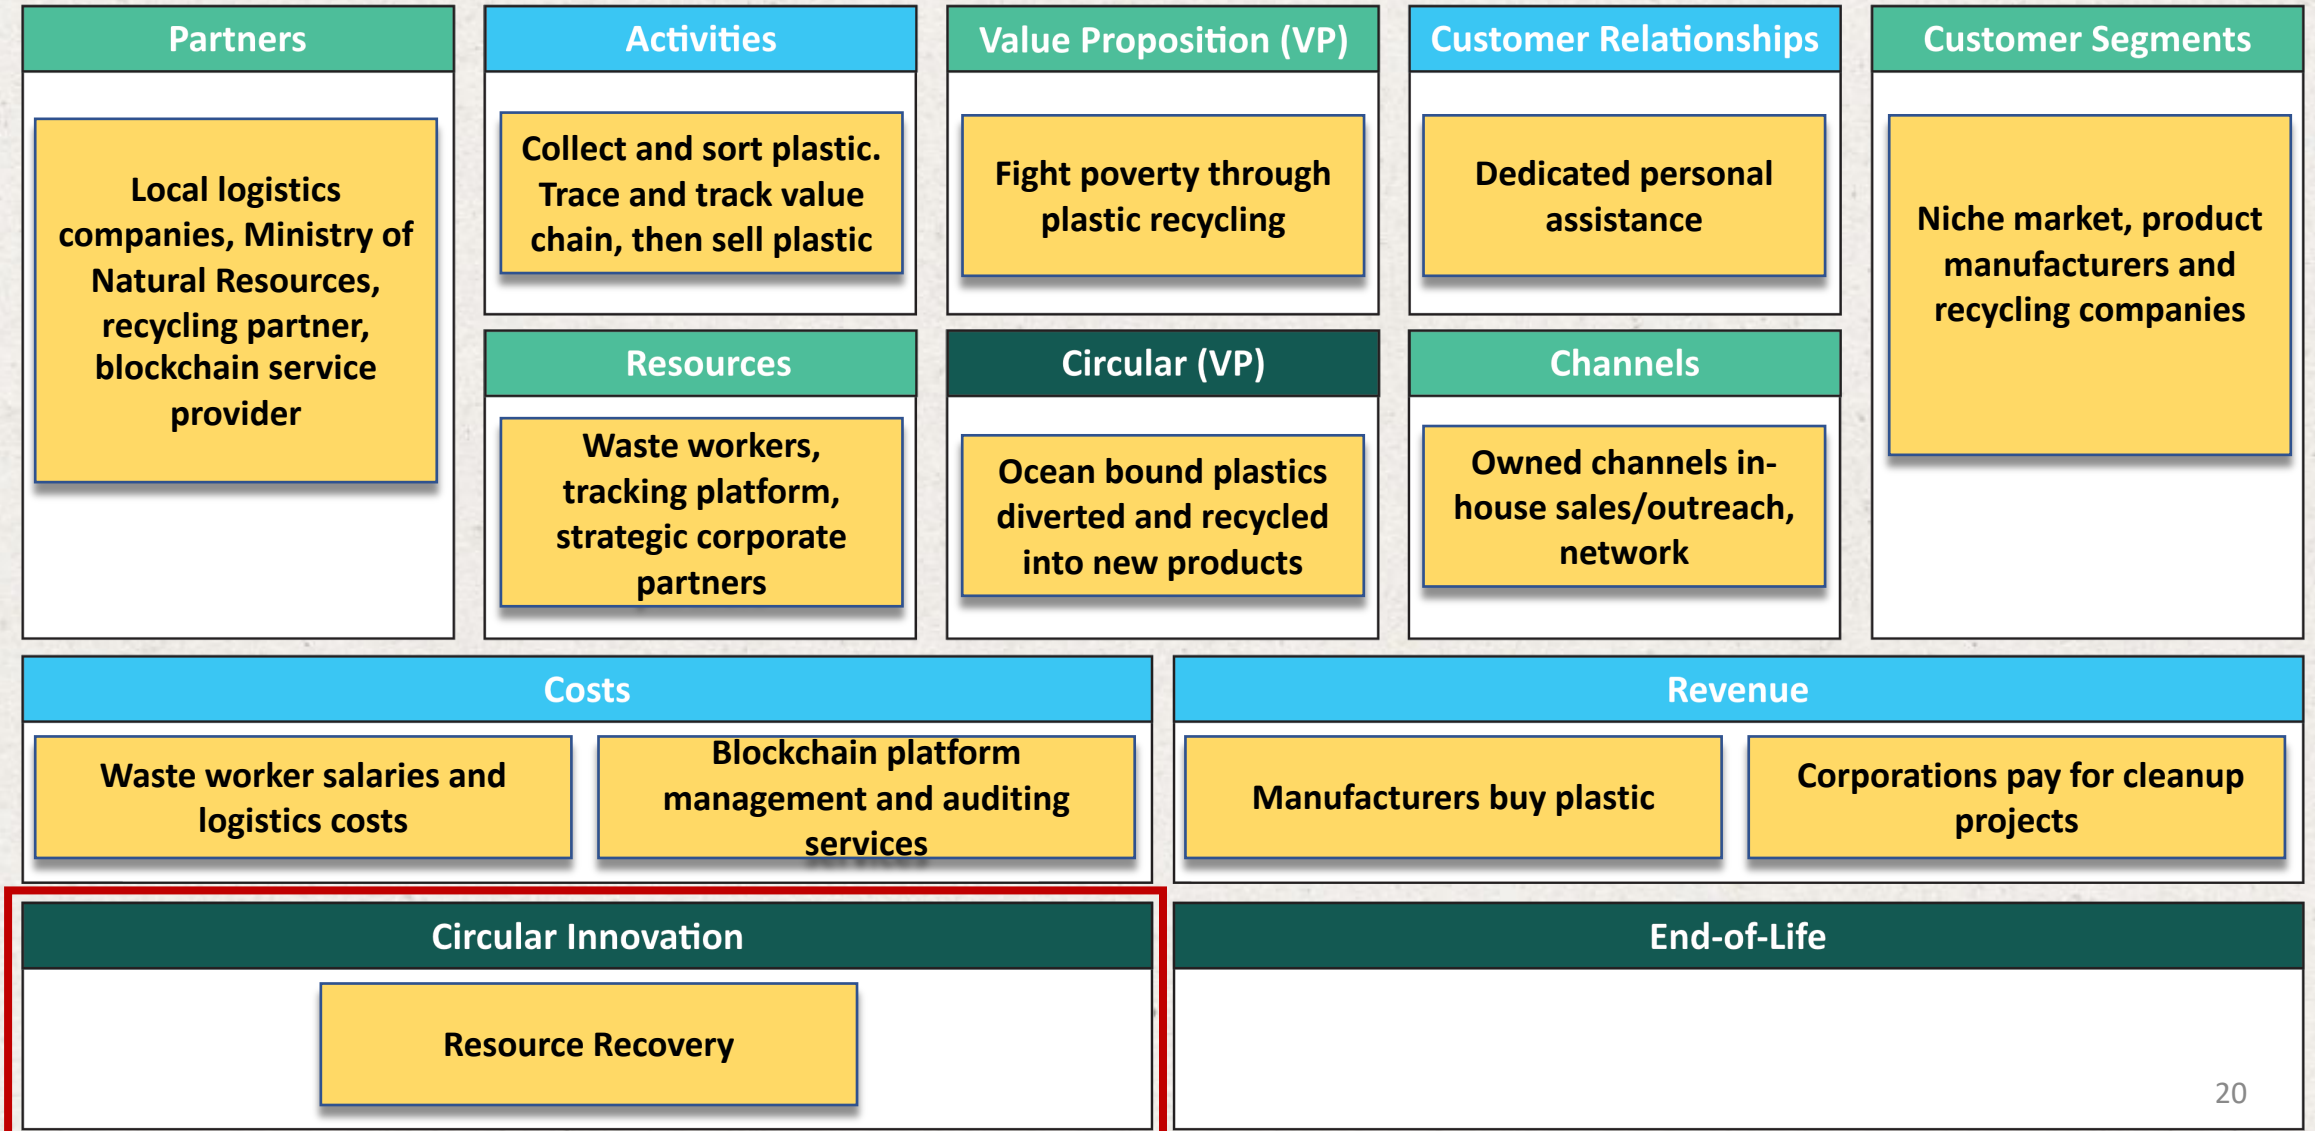 Partners
Local logistics
companies, Ministry of
Natural Resources,
recycling partner,
blockchain service
provider
Activities
Collect and sort plastic.
Trace and track value
chain, then sell plastic
Resources
Waste workers,
tracking platform,
strategic corporate
partners
Value Proposition (VP)
Fight poverty through
plastic recycling
Circular (VP)
Ocean bound plastics
diverted and recycled
into new products
Customer Relationships
Dedicated personal
assistance
Channels
Owned channels in-
house sales/outreach,
network
Customer Segments
Niche market, product
manufacturers and
recycling companies
Costs
Waste worker salaries and
logistics costs
Blockchain platform
management and auditing
services
Revenue
Manufacturers buy plastic
Corporations pay for cleanup
projects
Circular Innovation
Resource Recovery
End-of-Life
20